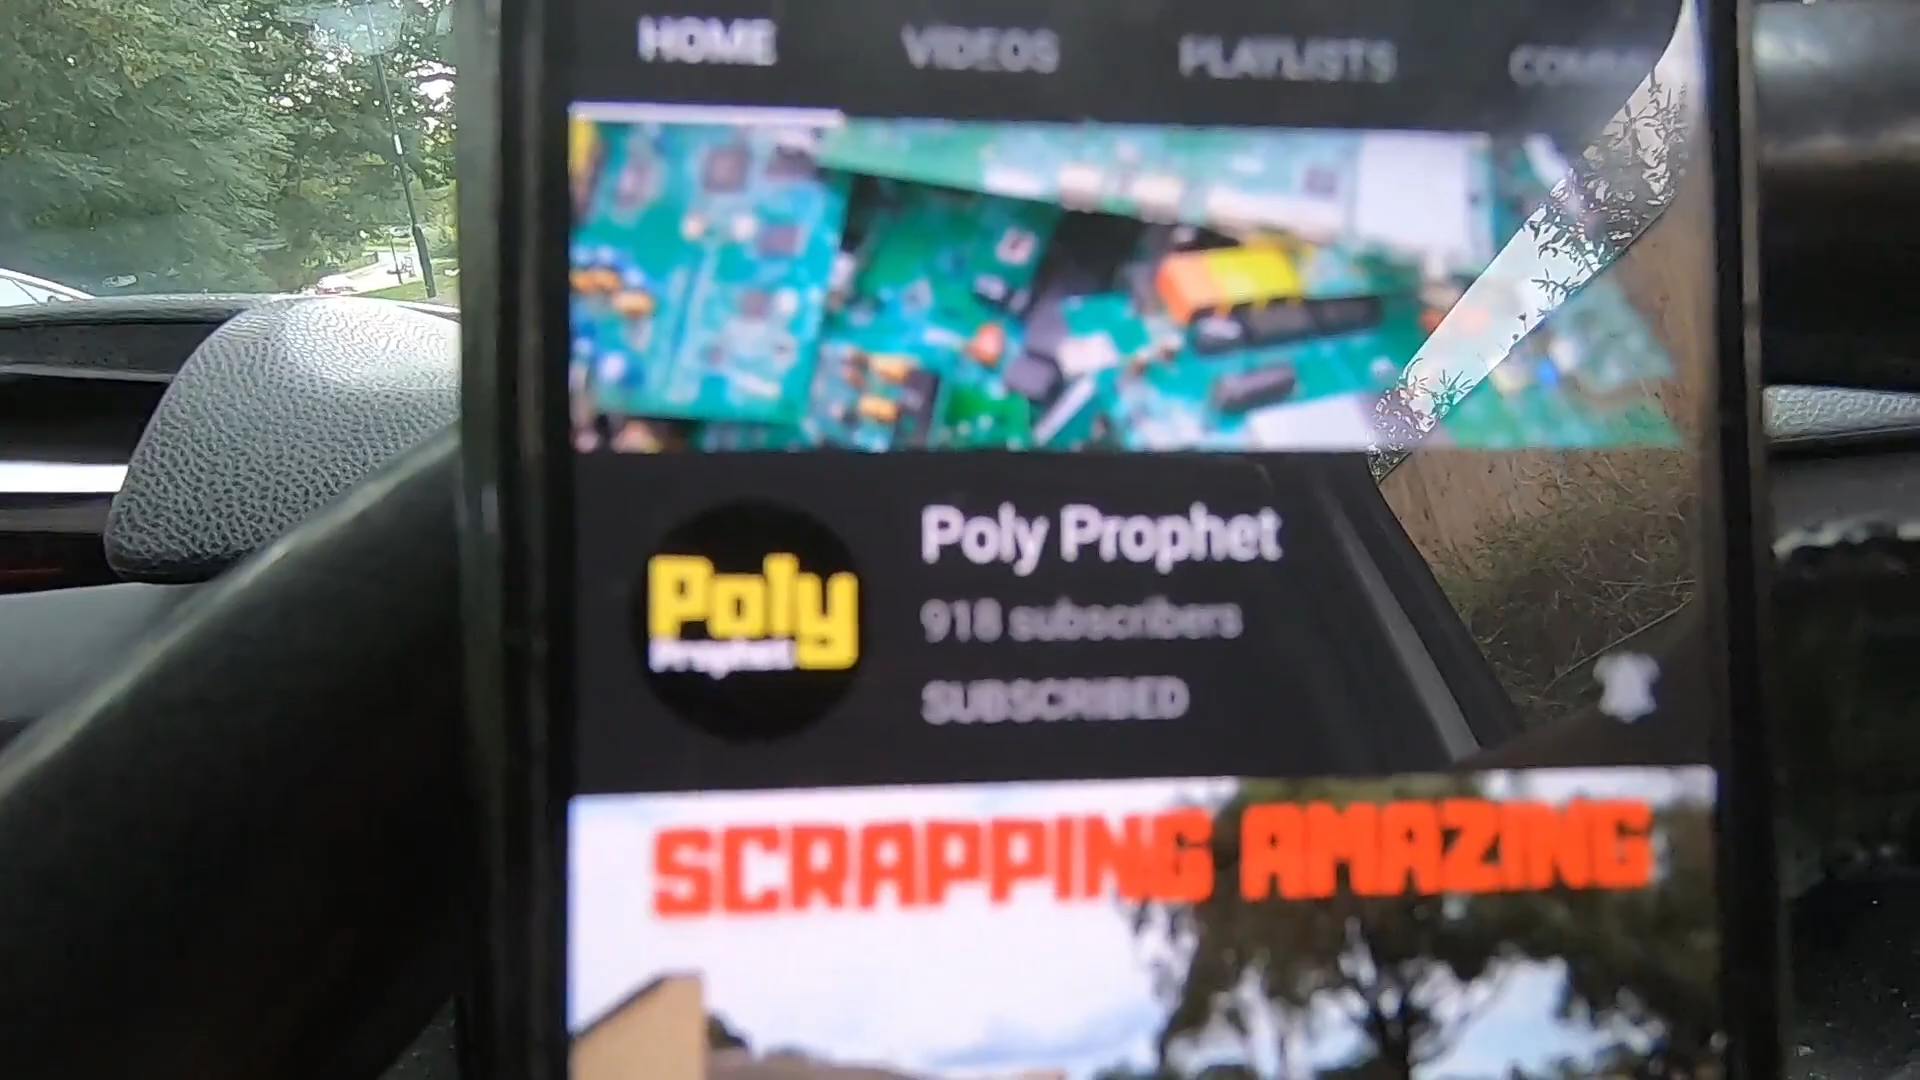 HOME VIDEOS PLAYLISTS
Poly Prophet
918 subscribers
SUBSCRIBED
Poly
Prophet
SCRAPPING AMAZING